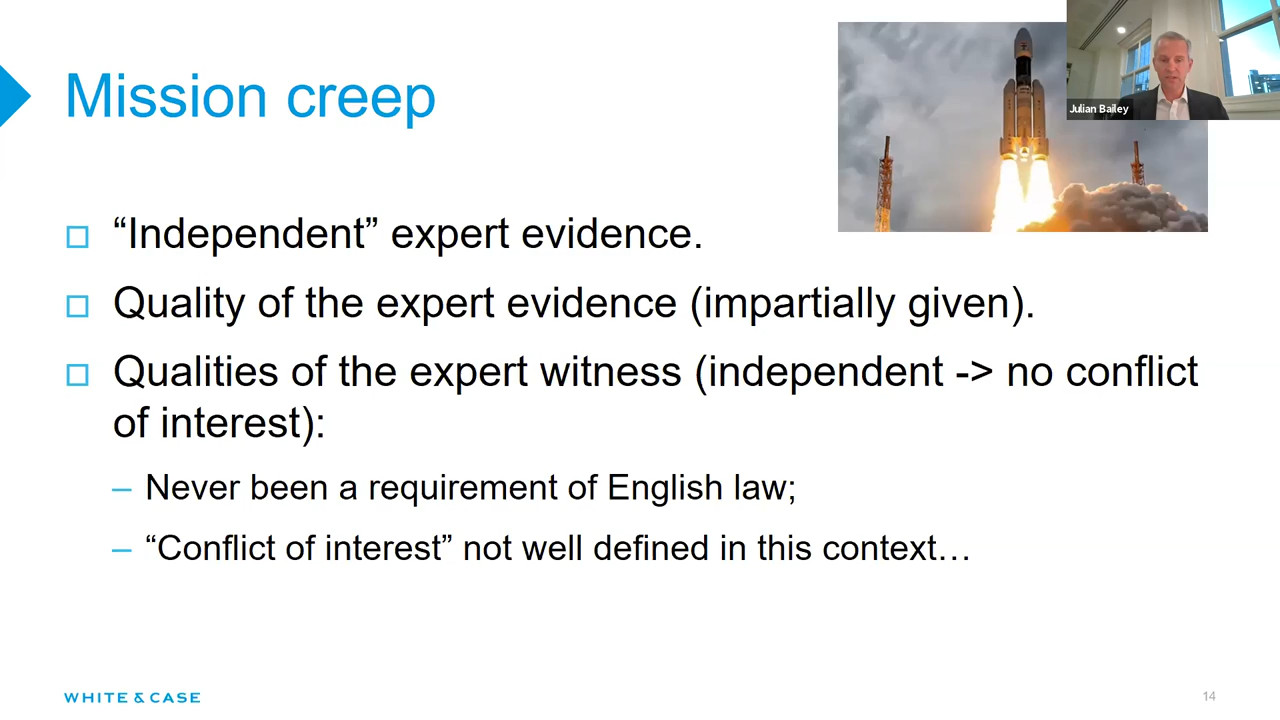 Mission creep
Julian Bailey
“Independent” expert evidence.
Quality of the expert evidence (impartially given).
Qualities of the expert witness (independent -> no conflict
of interest):
– Never been a requirement of English law;
– “Conflict of interest” not well defined in this context…
WHITE & CASE
14